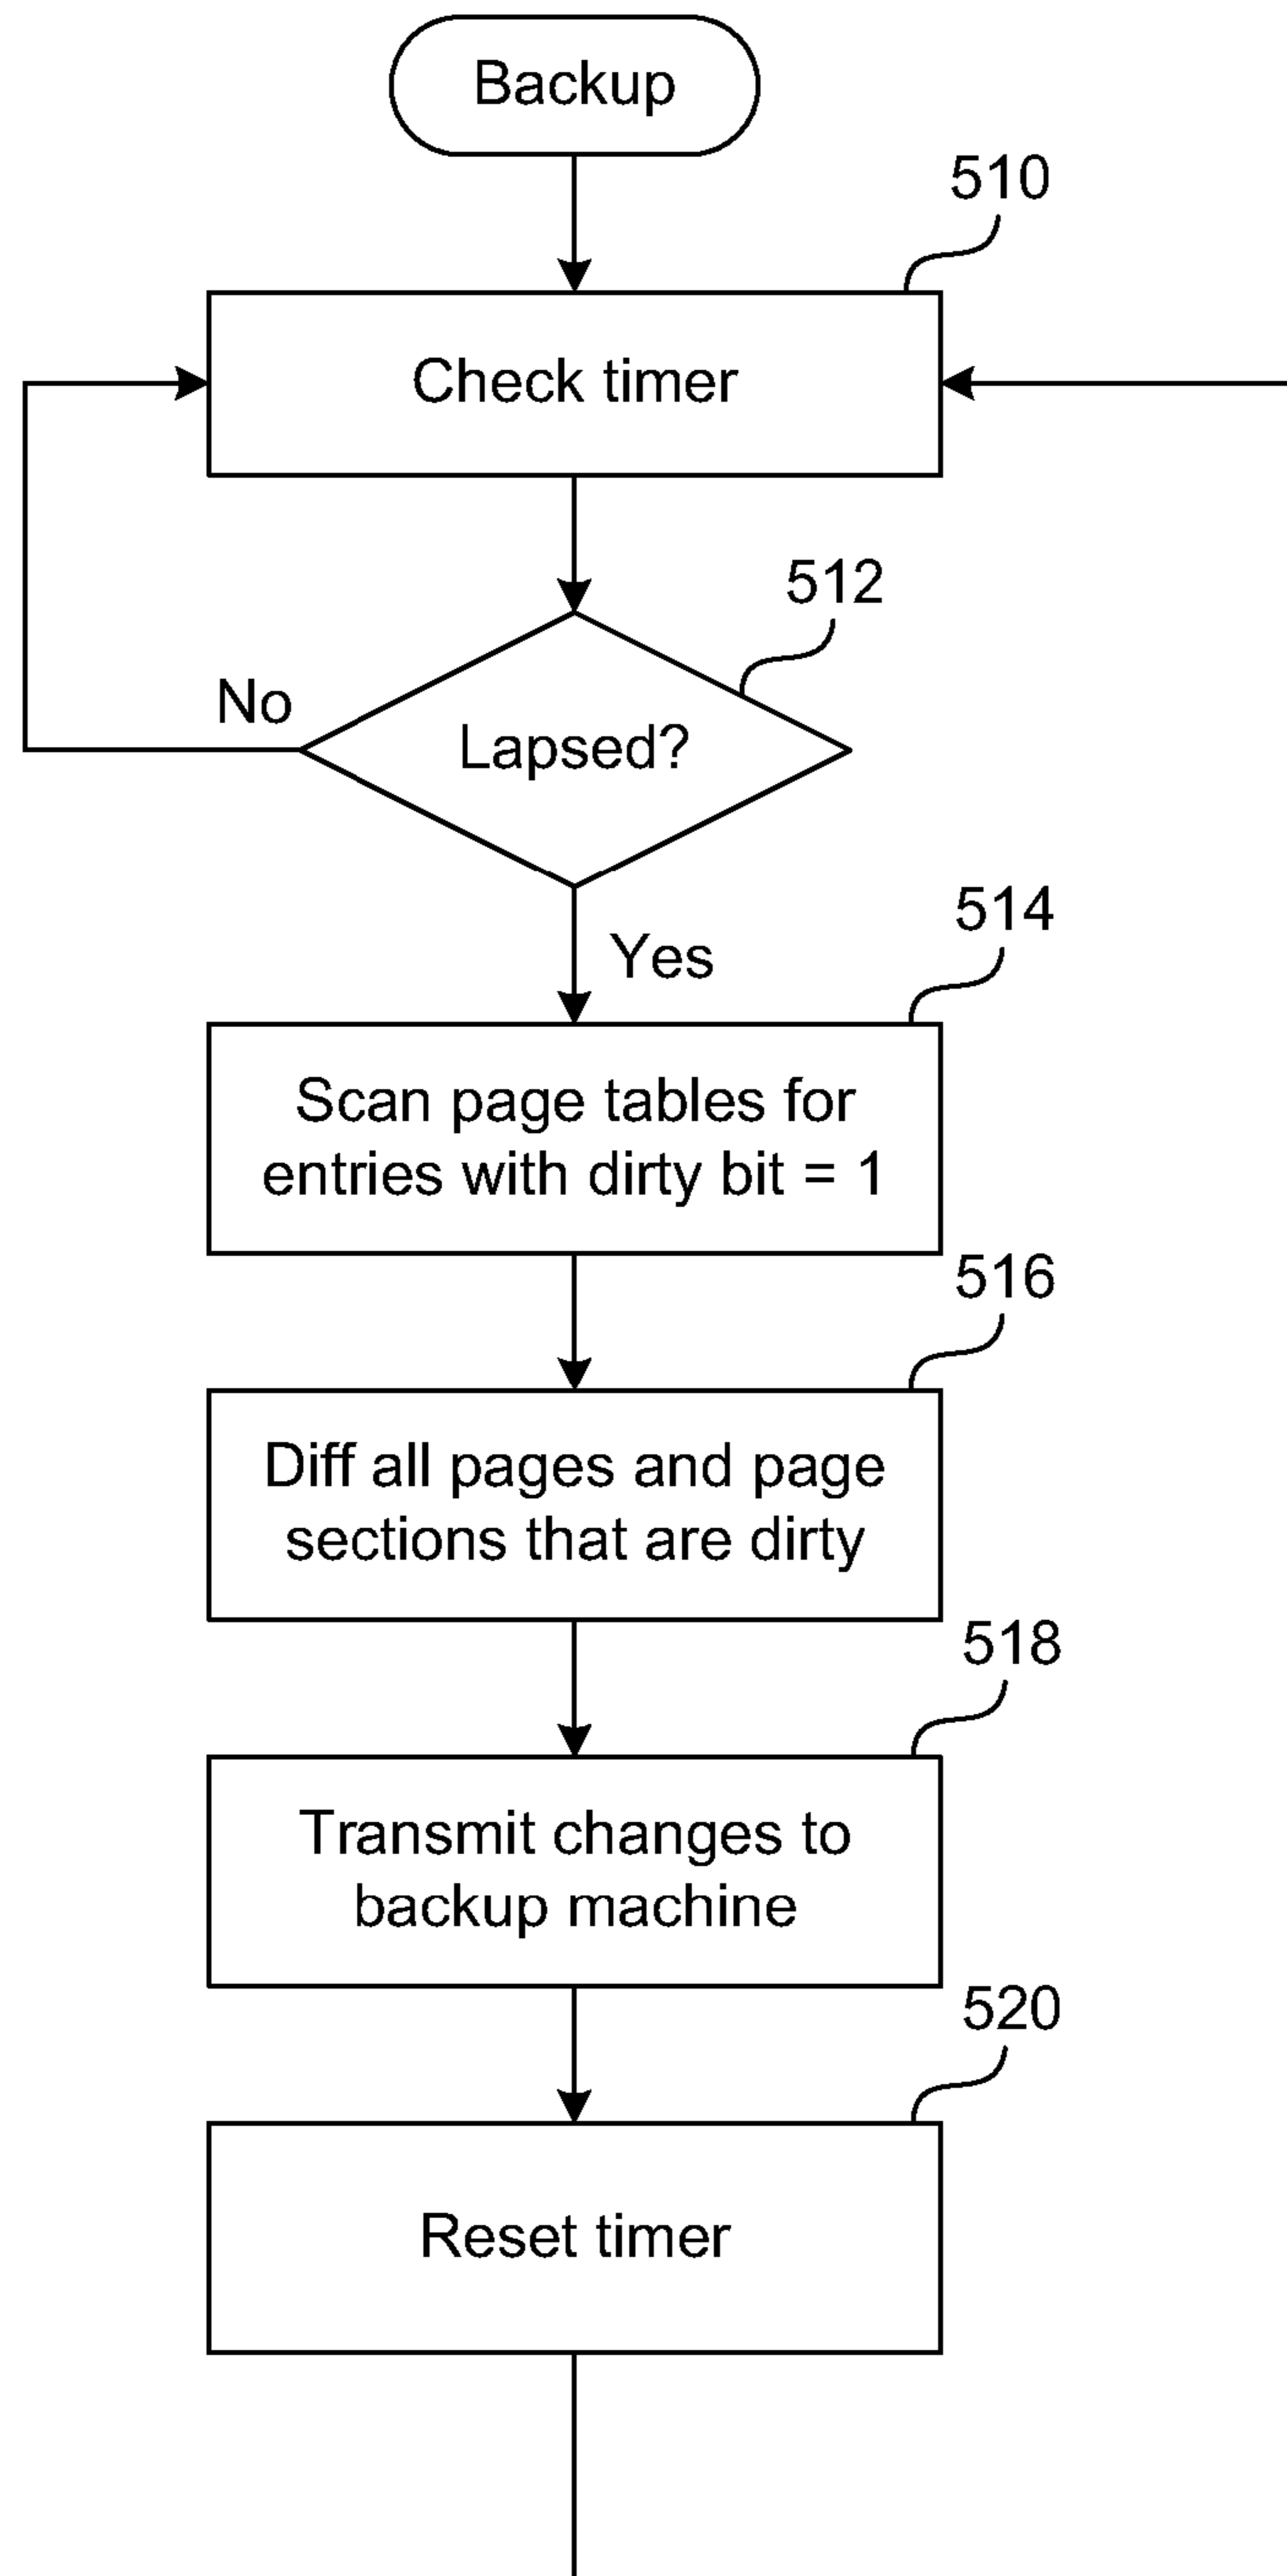 Backup
510
Check timer
512
Lapsed?
No
Yes
514
Scan page tables for
entries with dirty bit = 1
516
Diff all pages and page
sections that are dirty
518
Transmit changes to
backup machine
520
Reset timer